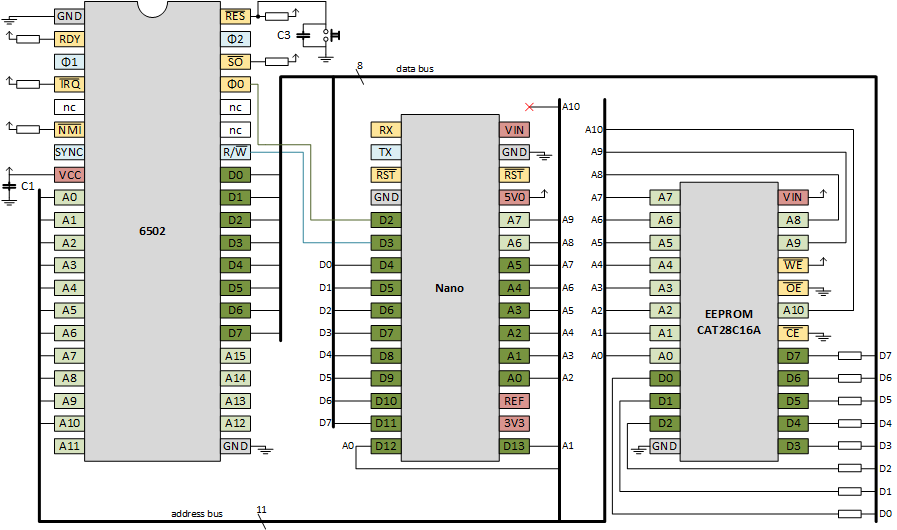 GND
RDY
Φ1
IRQ
nc
NMI
SYNC
VCC
A0
A1
A2
A3
A4
A5
A6
A7
A8
A9
A10
A11
C1
6502
RES
Φ2
SO
Φ0
nc
nc
R/W
D0
D1
D2
D3
D4
D5
D6
D7
A15
A14
A13
A12
GND
C3
8
data bus
D0
D1
D2
D3
D4
D5
D6
D7
A0
RX
TX
RST
GND
D2
D3
D4
D5
D6
D7
D8
D9
D10
D11
D12
Nano
VIN
GND
RST
5V0
A7
A6
A5
A4
A3
A2
A1
A0
REF
3V3
D13
A10
A9
A8
A7
A6
A5
A4
A3
A2
A1
A10
A9
A8
A7
A6
A5
A4
A3
A2
A1
A0
A7
A6
A5
A4
A3
A2
A1
A0
D0
D1
D2
GND
EEPROM
CAT28C16A
VIN
A8
A9
WE
OE
A10
CE
D7
D6
D5
D4
D3
D7
D6
D5
D4
D3
D2
D1
D0
address bus
11